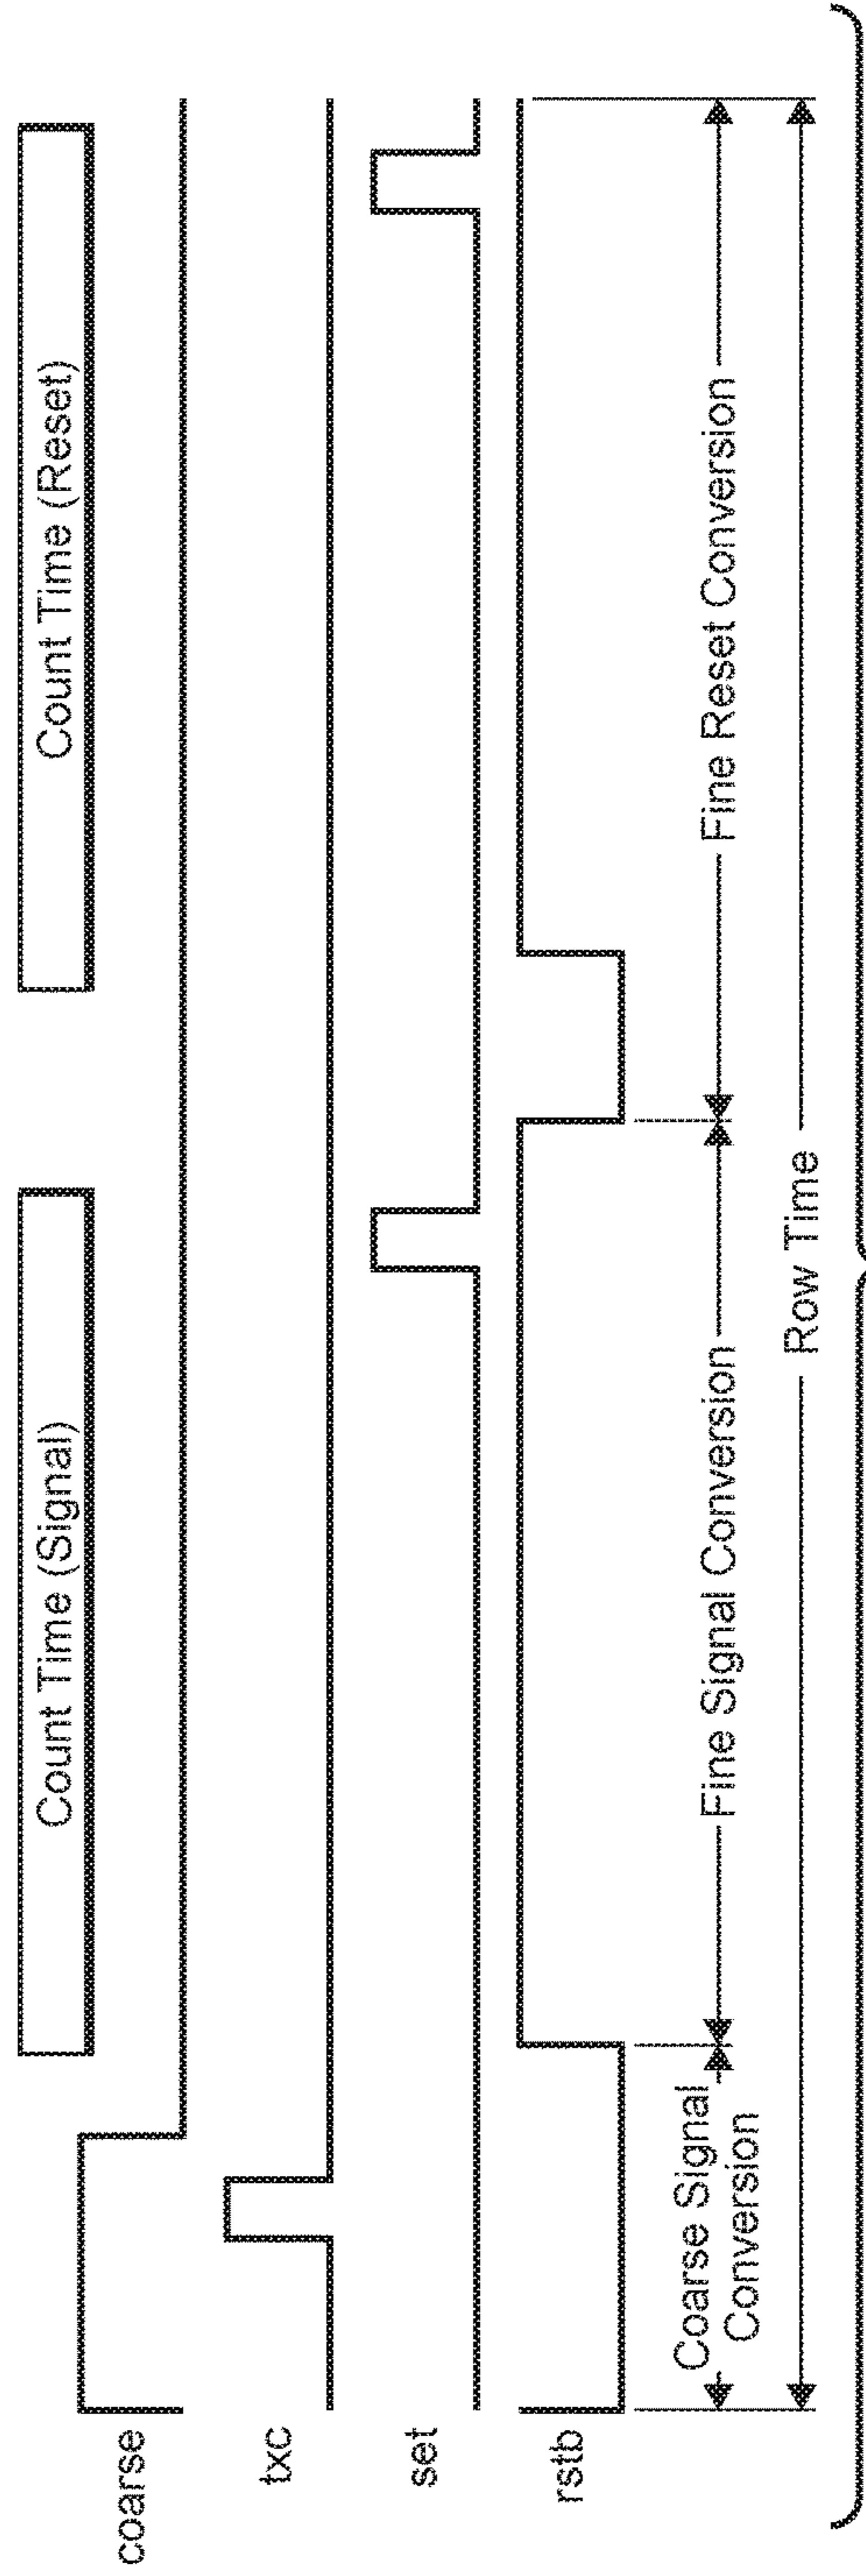 Count Time (Signal)
Count Time (Reset)
coarse
txc
set
rstb
Coarse Signal
Conversion
Fine Signal Conversion
Fine Reset Conversion
Row Time